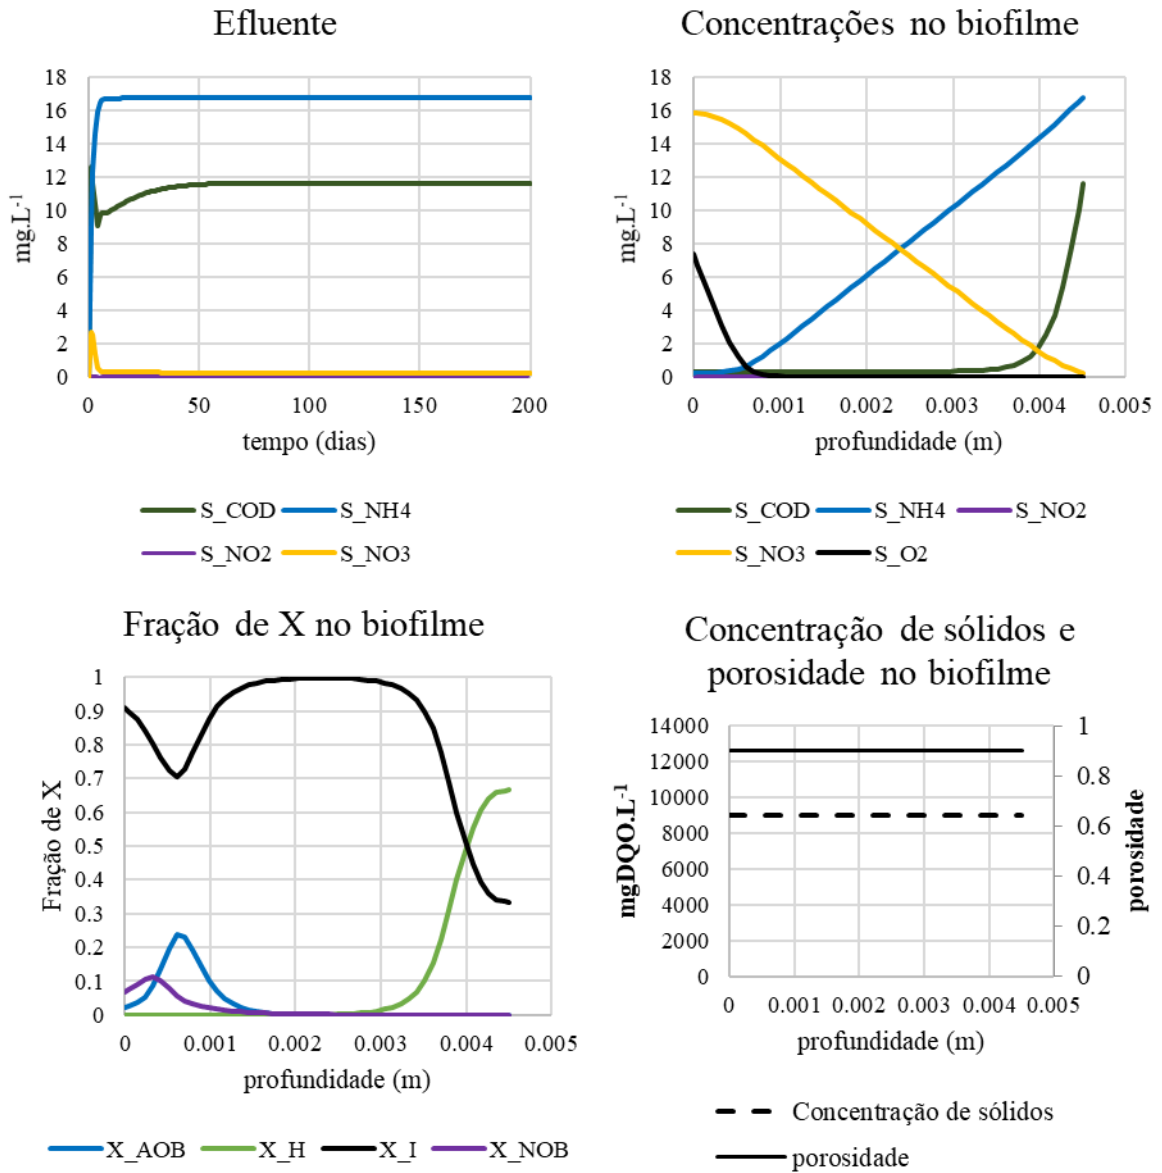 Efluente
18
16
14
12
10
8
6
4
2
0
mg.L-1
0 50 100 150 200
tempo (dias)
S_COD S_NH4
S_NO2 S_NO3
Concentrações no biofilme
18
16
14
12
10
8
6
4
2
0
mg.L-1
0 0.001 0.002 0.003 0.004 0.005
profundidade (m)
S_COD S_NH4 S_NO2
S_NO3 S_O2
Fração de X no biofilme
1
0.9
0.8
0.7
0.6
0.5
0.4
0.3
0.2
0.1
0
Fração de X
0 0.001 0.002 0.003 0.004 0.005
profundidade (m)
X_AOB X_H X_I X_NOB
Concentração de sólidos e
porosidade no biofilme
14000
12000
10000
8000
6000
4000
2000
0
mgDQO.L-1
1
0.8
0.6
0.4
0.2
0
porosidade
0 0.001 0.002 0.003 0.004 0.005
profundidade (m)
Concentração de sólidos
porosidade